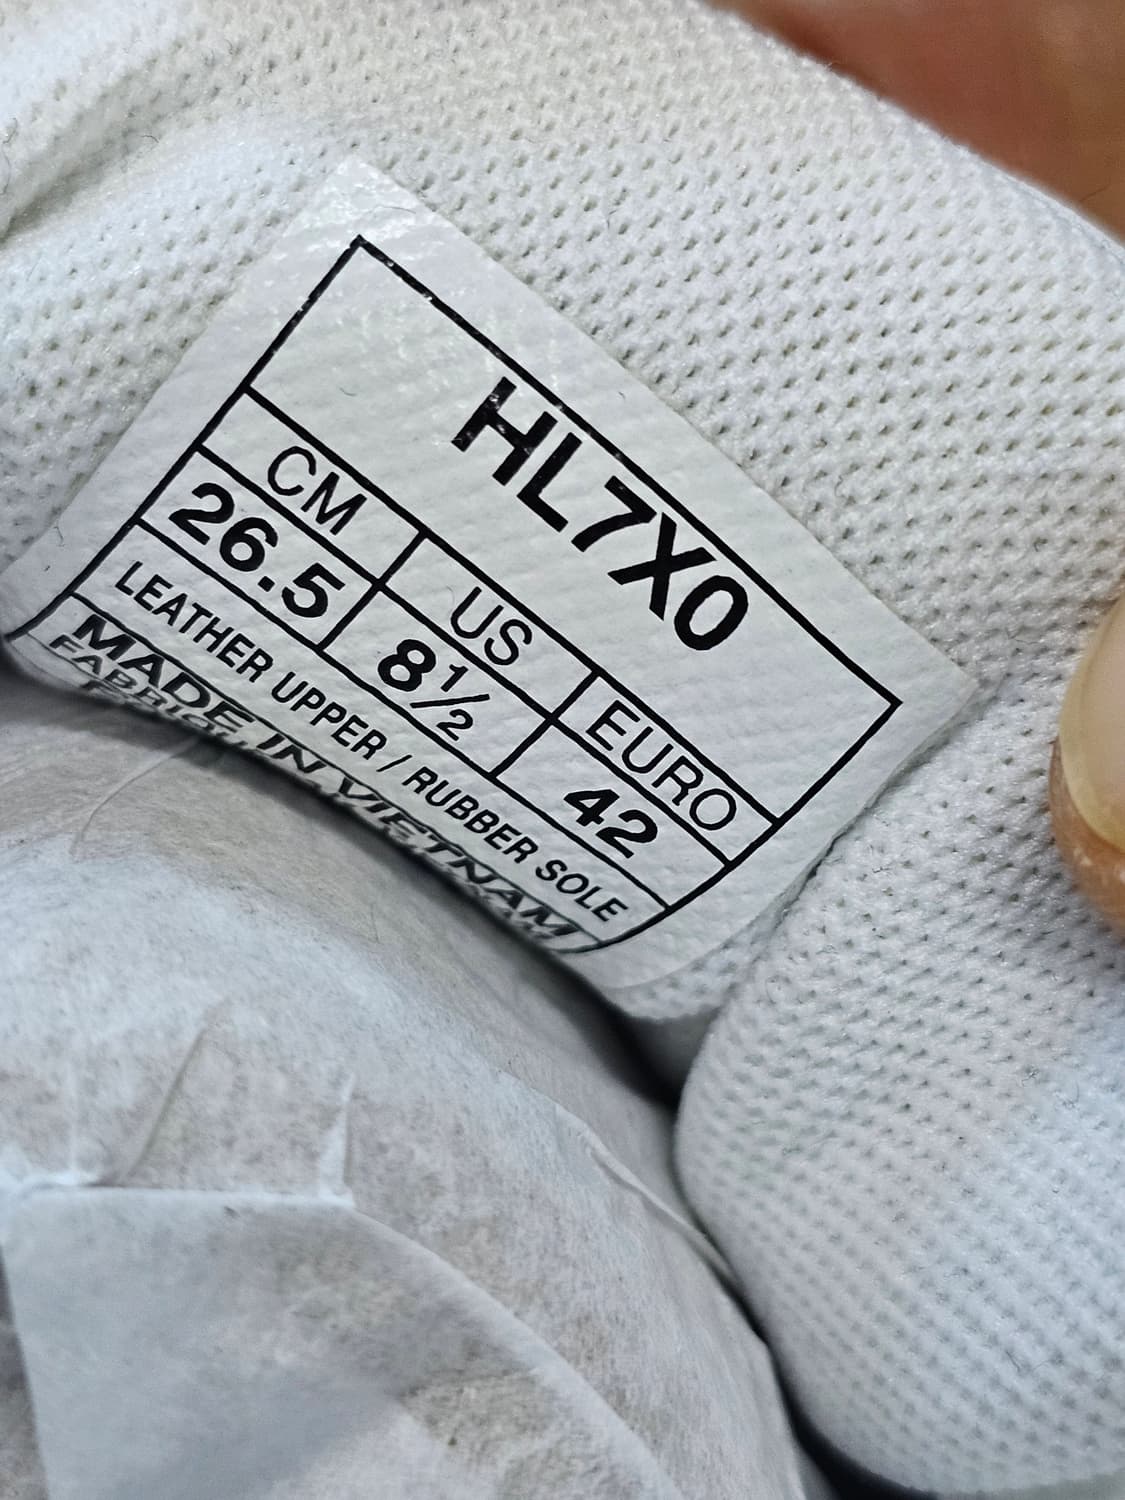 HL7X0
CM US EURO
26.5 8½ 42
LEATHER UPPER / RUBBER SOLE
MADE IN VIETNAM